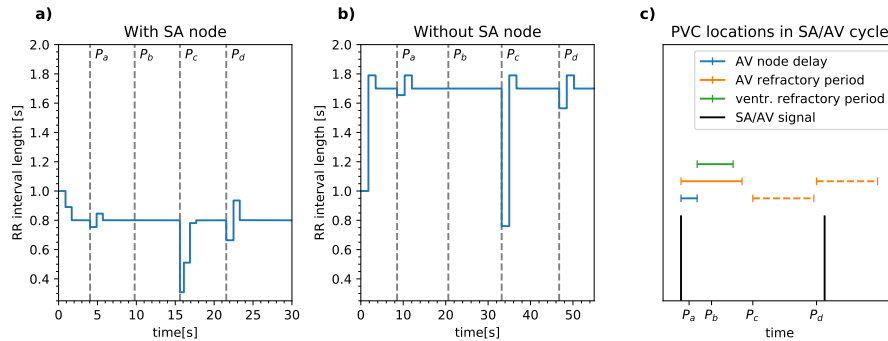 a)
With SA node
RR interval length [s]
2.0
1.8
1.6
1.4
1.2
1.0
0.8
0.6
0.4
P_a
P_b
P_c
P_d
0
5
10
15
20
25
30
time[s]
b)
Without SA node
RR interval length [s]
2.0
1.8
1.6
1.4
1.2
1.0
0.8
0.6
0.4
P_a
P_b
P_c
P_d
0
10
20
30
40
50
time[s]
c)
PVC locations in SA/AV cycle
AV node delay
AV refractory period
ventr. refractory period
SA/AV signal
P_a
P_b
P_c
P_d
time